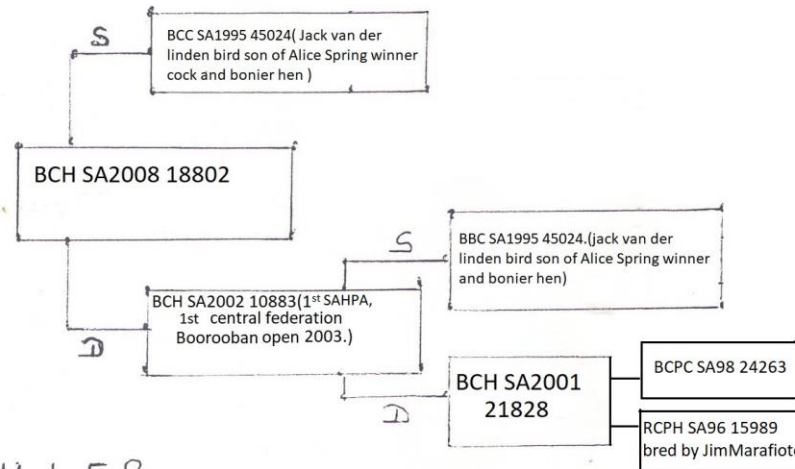 S
BCC SA1995 45024( Jack van der
linden bird son of Alice Spring winner
cock and bonier hen )
BCH SA2008 18802
S
BBC SA1995 45024.(jack van der
linden bird son of Alice Spring winner
and bonier hen)
BCH SA2002 10883(1st SAHPA,
1st central federation
Boorooban open 2003.)
D
BCH SA2001
21828
BCPC SA98 24263
D
RCPH SA96 15989
bred by JimMarafiote